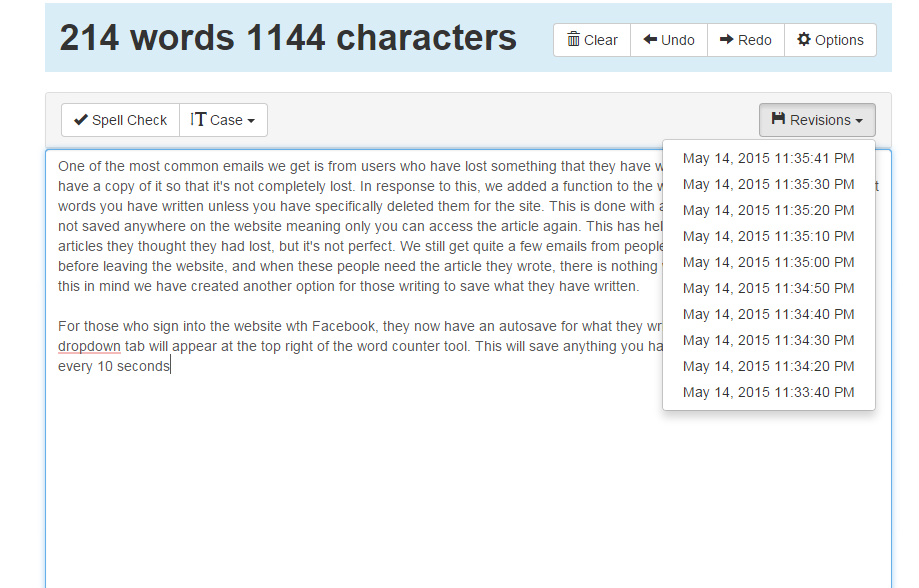 214 words 1144 characters
Clear Undo Redo Options
Spell Check Case Revisions
One of the most common emails we get is from users who have lost something that they have w
have a copy of it so that it's not completely lost. In response to this, we added a function to the w t
words you have written unless you have specifically deleted them for the site. This is done with a
not saved anywhere on the website meaning only you can access the article again. This has hel
articles they thought they had lost, but it's not perfect. We still get quite a few emails from people
before leaving the website, and when these people need the article they wrote, there is nothing
this in mind we have created another option for those writing to save what they have written.
For those who sign into the website wth Facebook, they now have an autosave for what they wr
dropdown tab will appear at the top right of the word counter tool. This will save anything you ha
every 10 seconds
May 14, 2015 11:35:41 PM
May 14, 2015 11:35:30 PM
May 14, 2015 11:35:20 PM
May 14, 2015 11:35:10 PM
May 14, 2015 11:35:00 PM
May 14, 2015 11:34:50 PM
May 14, 2015 11:34:40 PM
May 14, 2015 11:34:30 PM
May 14, 2015 11:34:20 PM
May 14, 2015 11:33:40 PM